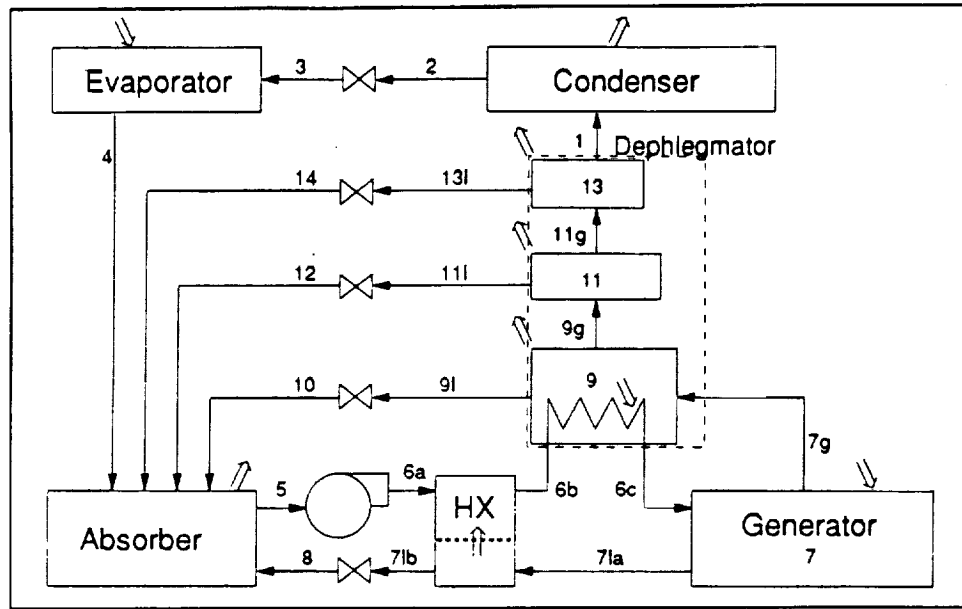 Evaporator
3
2
Condenser
4
1
Dephlegmator
14
13l
13
11g
12
11l
11
9g
10
9l
9
7g
5
6a
HX
6b
6c
Absorber
8
7lb
7la
Generator
7